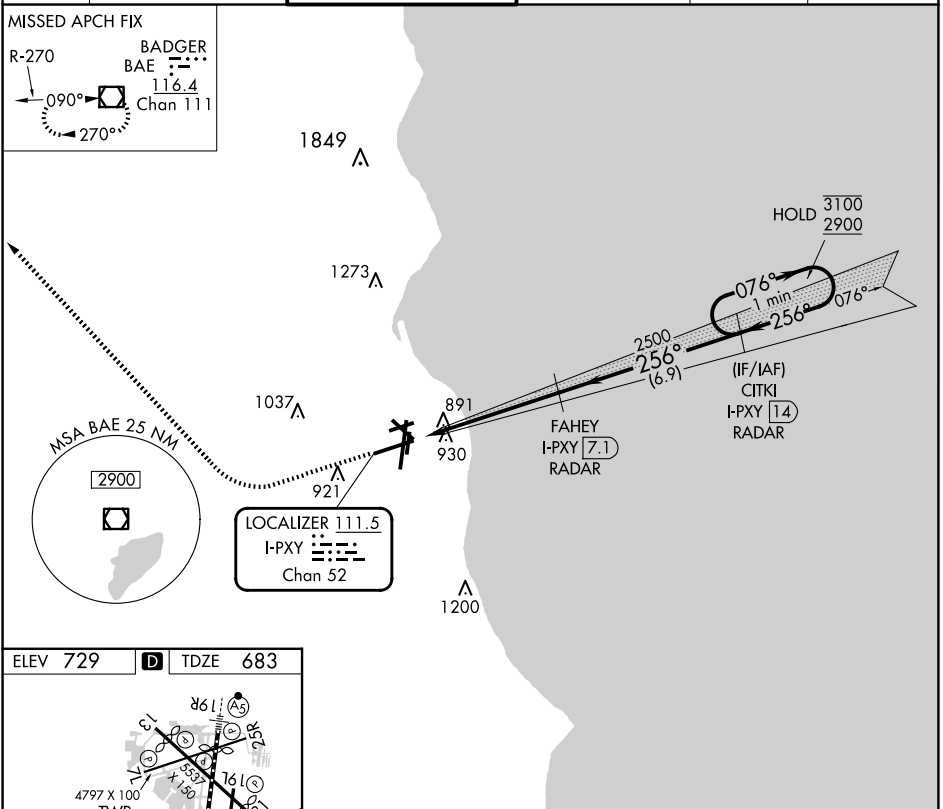 MISSED APCH FIX
R-270
BADGER
BAE
116.4
Chan 111
090°
270°
1849
HOLD 3100
2900
1273
076°
1 min
256°
076°
2500
256°
(6.9)
(IF/IAF)
CITKI
I-PXY 14
RADAR
1037
891
930
FAHEY
I-PXY 7.1
RADAR
MSA BAE 25 NM
2900
921
LOCALIZER 111.5
I-PXY
Chan 52
1200
ELEV 729 D TDZE 683
19R
A5
13
25R
P
P
P
P
7L
5537
X 150
19L
4797 X 100
TWR